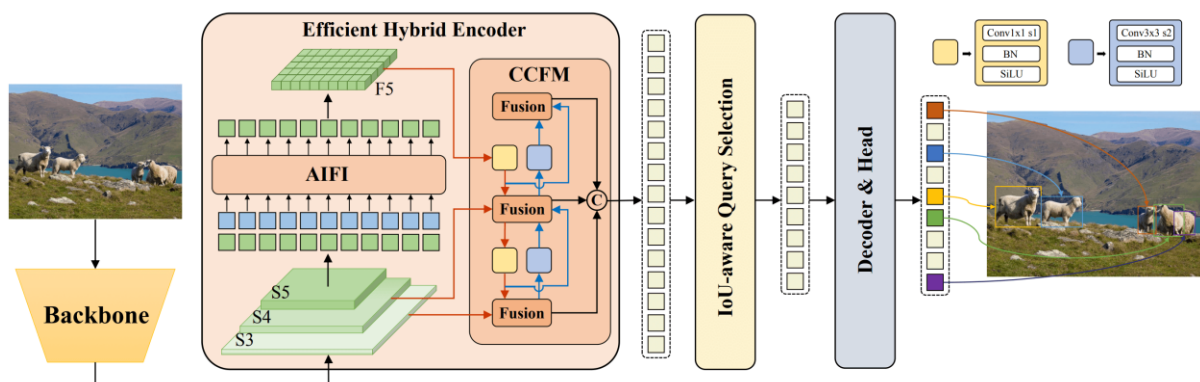 Efficient Hybrid Encoder
CCFM
F5
Fusion
AIFI
Fusion
C
S5
S4
S3
Fusion
Backbone
IoU-aware Query Selection
Decoder & Head
Conv1x1 s1
BN
SiLU
Conv3x3 s2
BN
SiLU